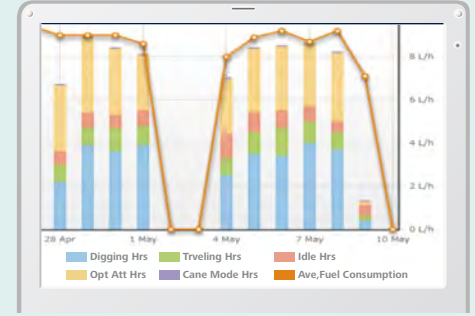 8 L/h
6 L/h
4 L/h
2 L/h
0 L/h
28 Apr 1 May 4 May 7 May 10 May
Digging Hrs Trveling Hrs Idle Hrs
Opt Att Hrs Cane Mode Hrs Ave,Fuel Consumption